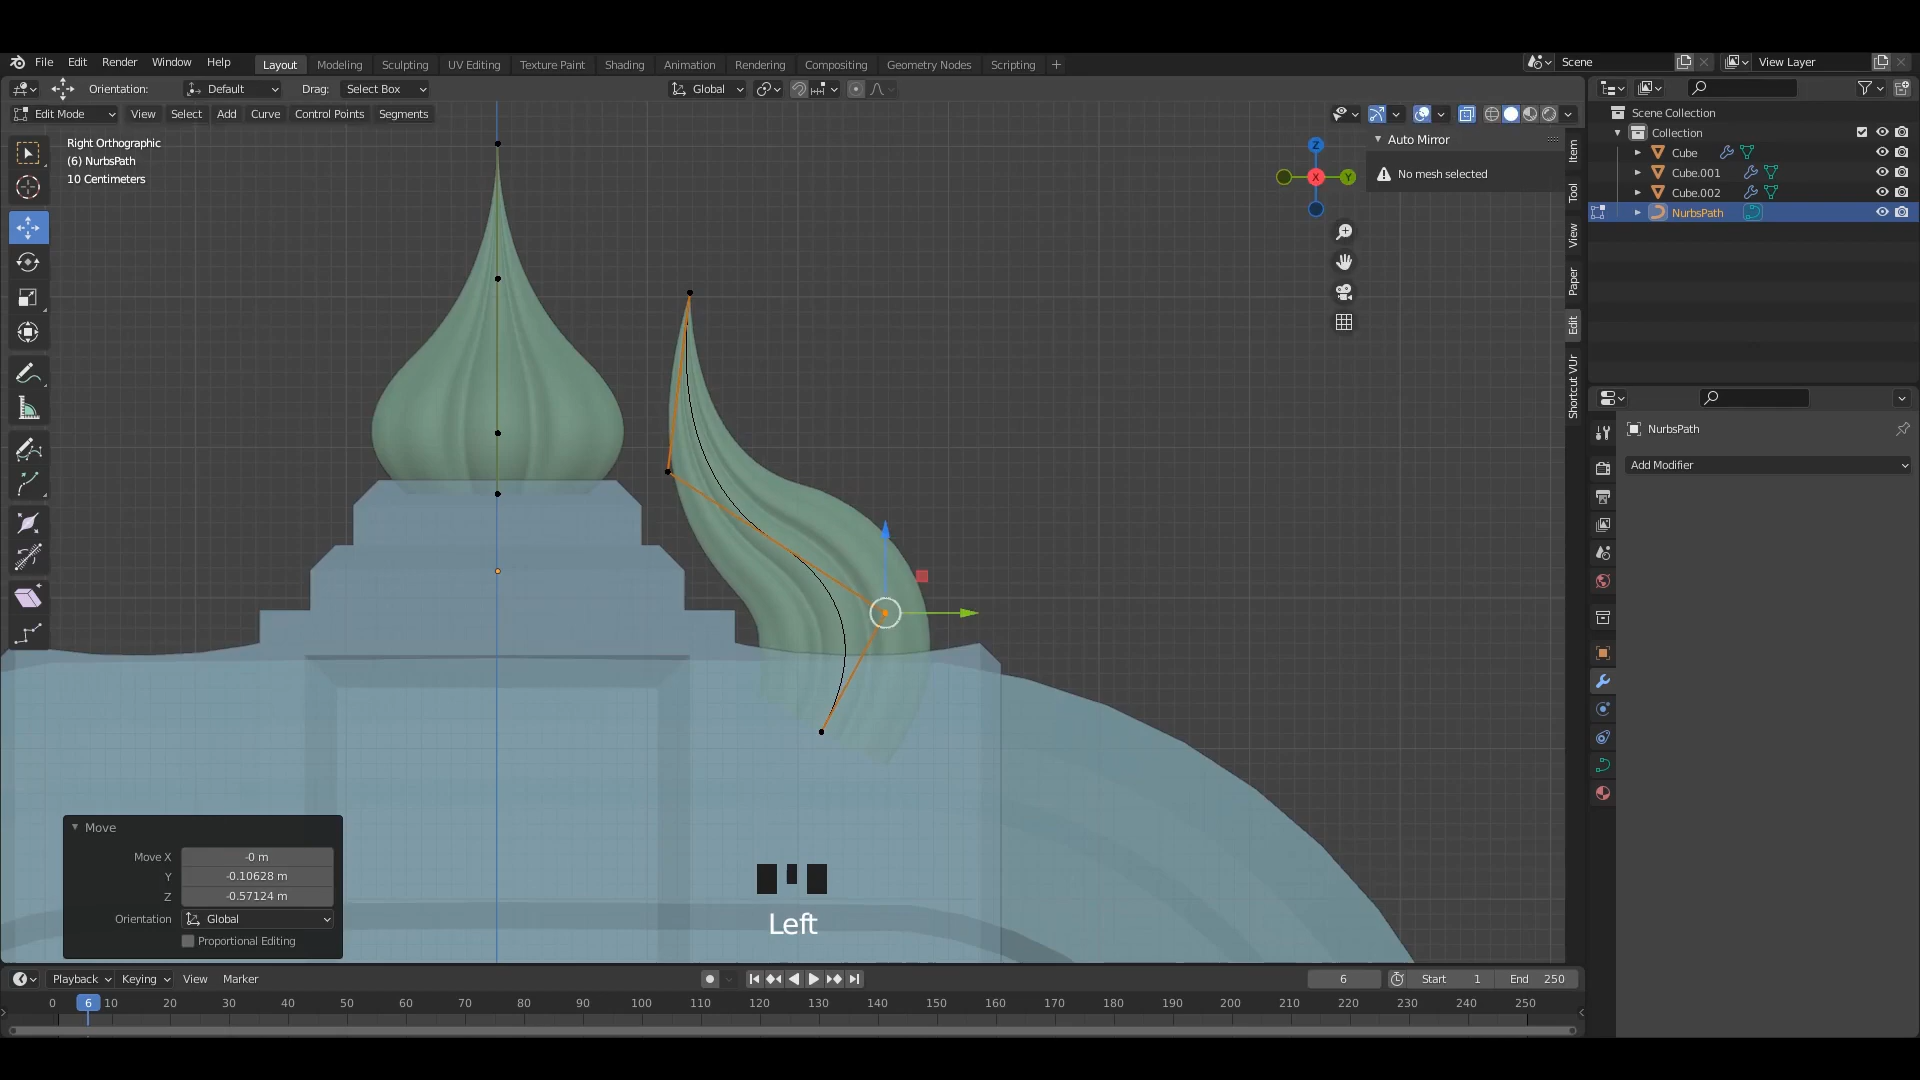 File Edit Render Window Help Layout Modeling Sculpting UV Editing Texture Paint Shading Animation Rendering Compositing Geometry Nodes Scripting + Scene View Layer
Orientation: Default Drag: Select Box Global
Edit Mode View Select Add Curve Control Points Segments
Right Orthographic
(6) NurbsPath
10 Centimeters
Auto Mirror
No mesh selected
Z
X
Y
Item
Tool
View
Paper
Edit
Shortcut VUr
Scene Collection
Collection
Cube
Cube.001
Cube.002
NurbsPath
NurbsPath
Add Modifier
Move
Move X -0 m
Y -0.10628 m
Z -0.57124 m
Orientation Global
Proportional Editing
Left
Playback Keying View Marker 6 Start 1 End 250
0 6 10 20 30 40 50 60 70 80 90 100 110 120 130 140 150 160 170 180 190 200 210 220 230 240 250